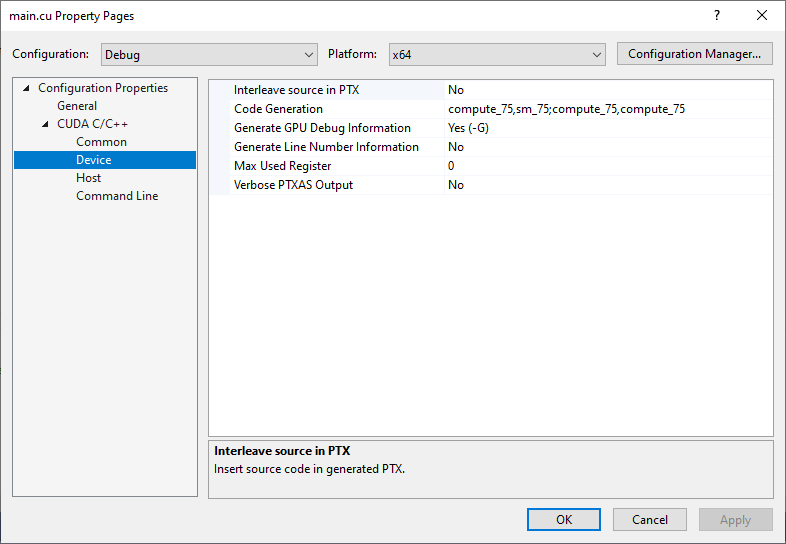 main.cu Property Pages
?
Configuration: Debug Platform: x64 Configuration Manager...
Configuration Properties
General
CUDA C/C++
Common
Device
Host
Command Line
Interleave source in PTX No
Code Generation compute_75,sm_75;compute_75,compute_75
Generate GPU Debug Information Yes (-G)
Generate Line Number Information No
Max Used Register 0
Verbose PTXAS Output No
Interleave source in PTX
Insert source code in generated PTX.
OK Cancel Apply